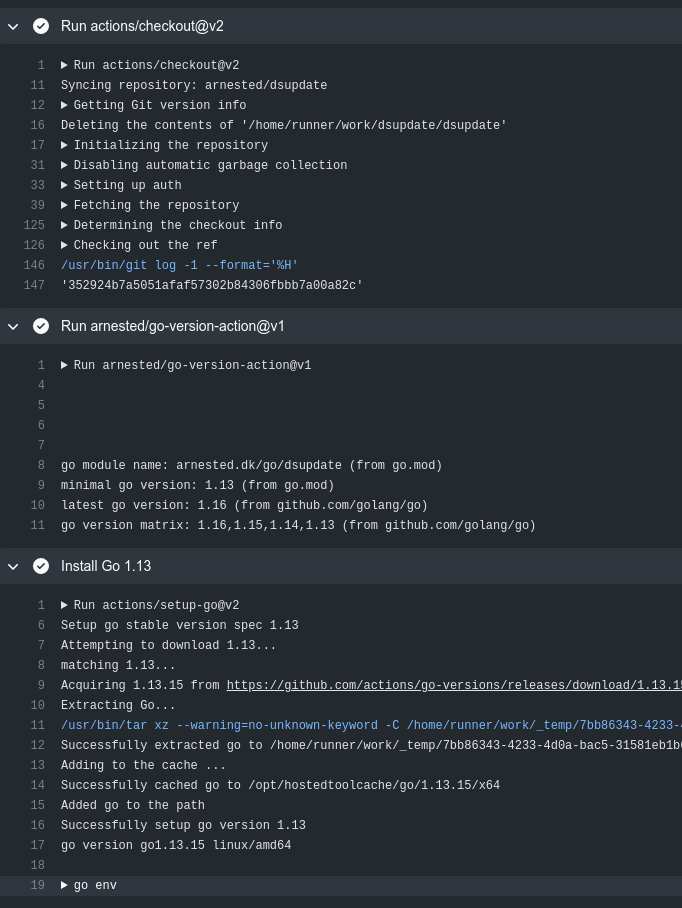 Run actions/checkout@v2
1 Run actions/checkout@v2
11 Syncing repository: arnested/dsupdate
12 Getting Git version info
16 Deleting the contents of '/home/runner/work/dsupdate/dsupdate'
17 Initializing the repository
31 Disabling automatic garbage collection
33 Setting up auth
39 Fetching the repository
125 Determining the checkout info
126 Checking out the ref
146 /usr/bin/git log -1 --format='%H'
147 '352924b7a5051afaf57302b84306fbbb7a00a82c'
Run arnested/go-version-action@v1
1 Run arnested/go-version-action@v1
4
5
6
7
8 go module name: arnested.dk/go/dsupdate (from go.mod)
9 minimal go version: 1.13 (from go.mod)
10 latest go version: 1.16 (from github.com/golang/go)
11 go version matrix: 1.16,1.15,1.14,1.13 (from github.com/golang/go)
Install Go 1.13
1 Run actions/setup-go@v2
6 Setup go stable version spec 1.13
7 Attempting to download 1.13...
8 matching 1.13...
9 Acquiring 1.13.15 from https://github.com/actions/go-versions/releases/download/1.13.15
10 Extracting Go...
11 /usr/bin/tar xz --warning=no-unknown-keyword -C /home/runner/work/_temp/7bb86343-4233-
12 Successfully extracted go to /home/runner/work/_temp/7bb86343-4233-4d0a-bac5-31581eb1b
13 Adding to the cache ...
14 Successfully cached go to /opt/hostedtoolcache/go/1.13.15/x64
15 Added go to the path
16 Successfully setup go version 1.13
17 go version go1.13.15 linux/amd64
18
19 go env